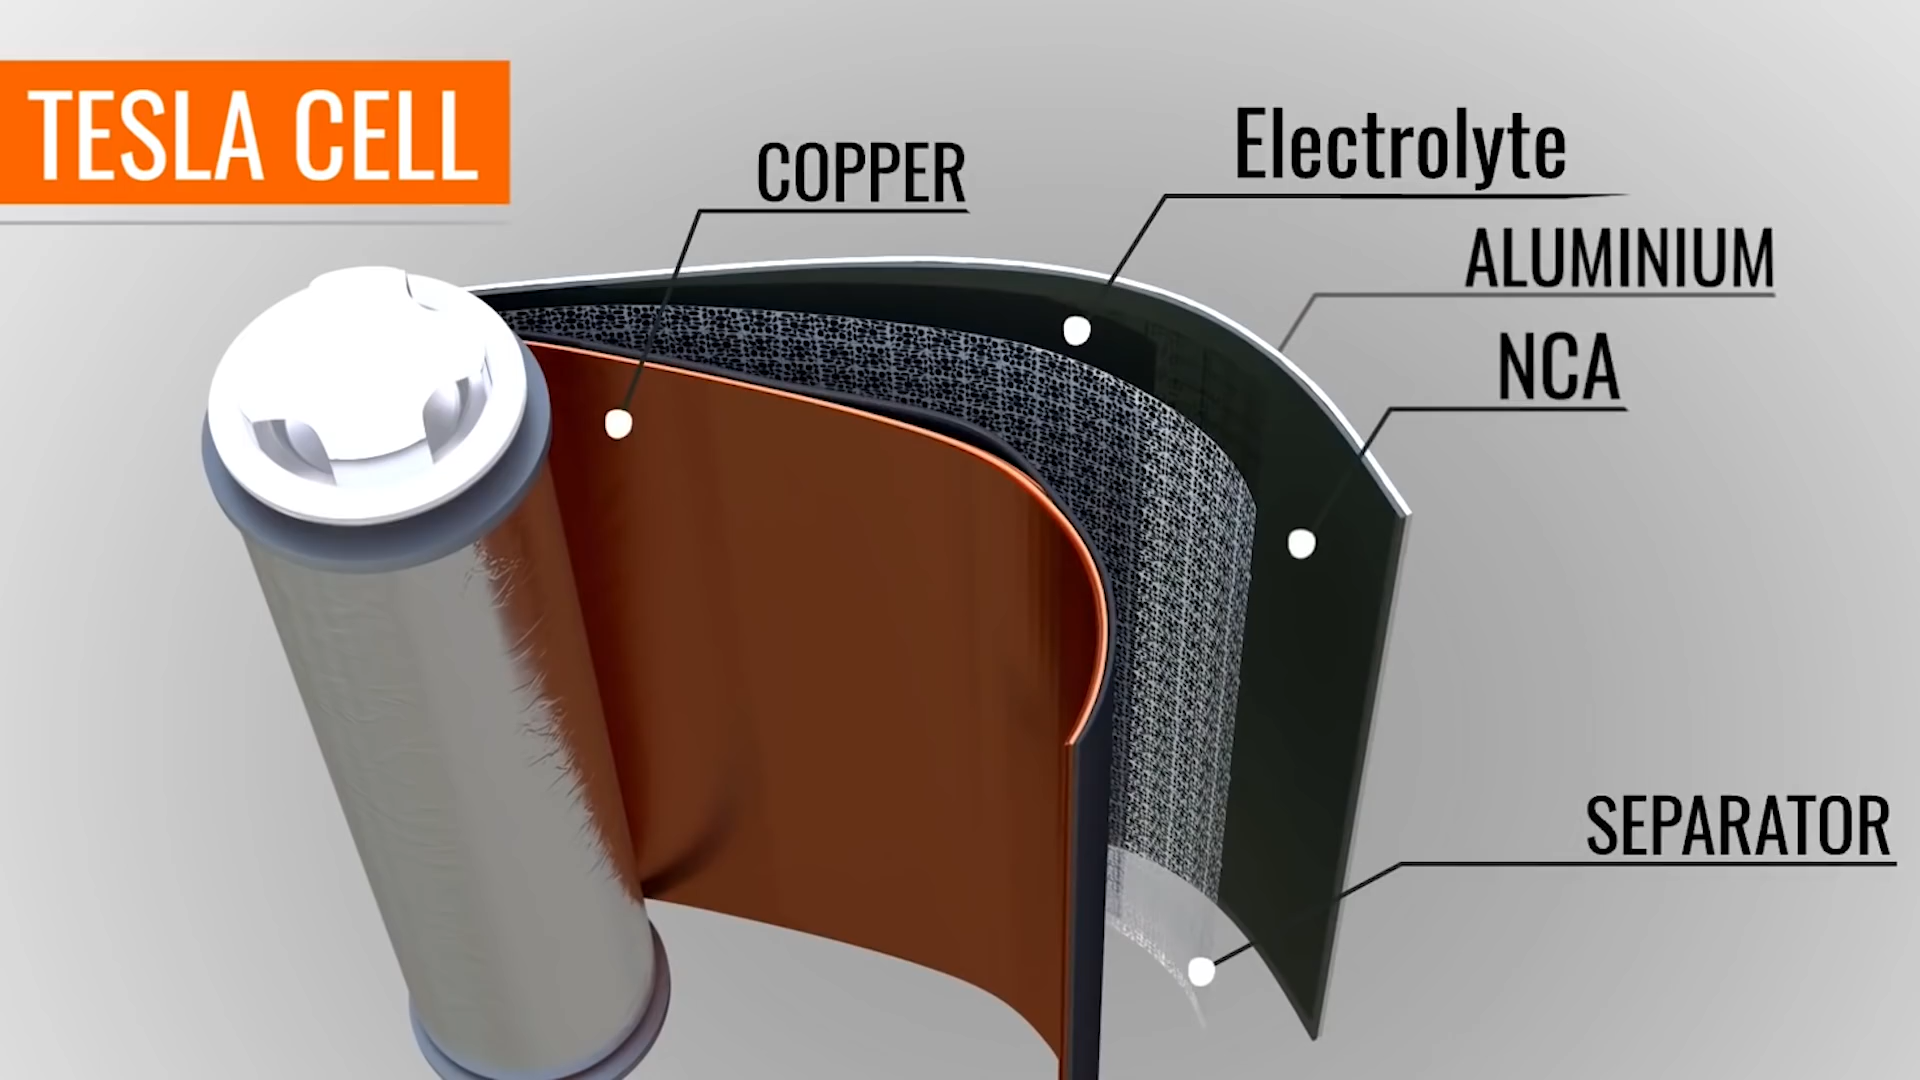 TESLA CELL
COPPER
Electrolyte
ALUMINIUM
NCA
SEPARATOR